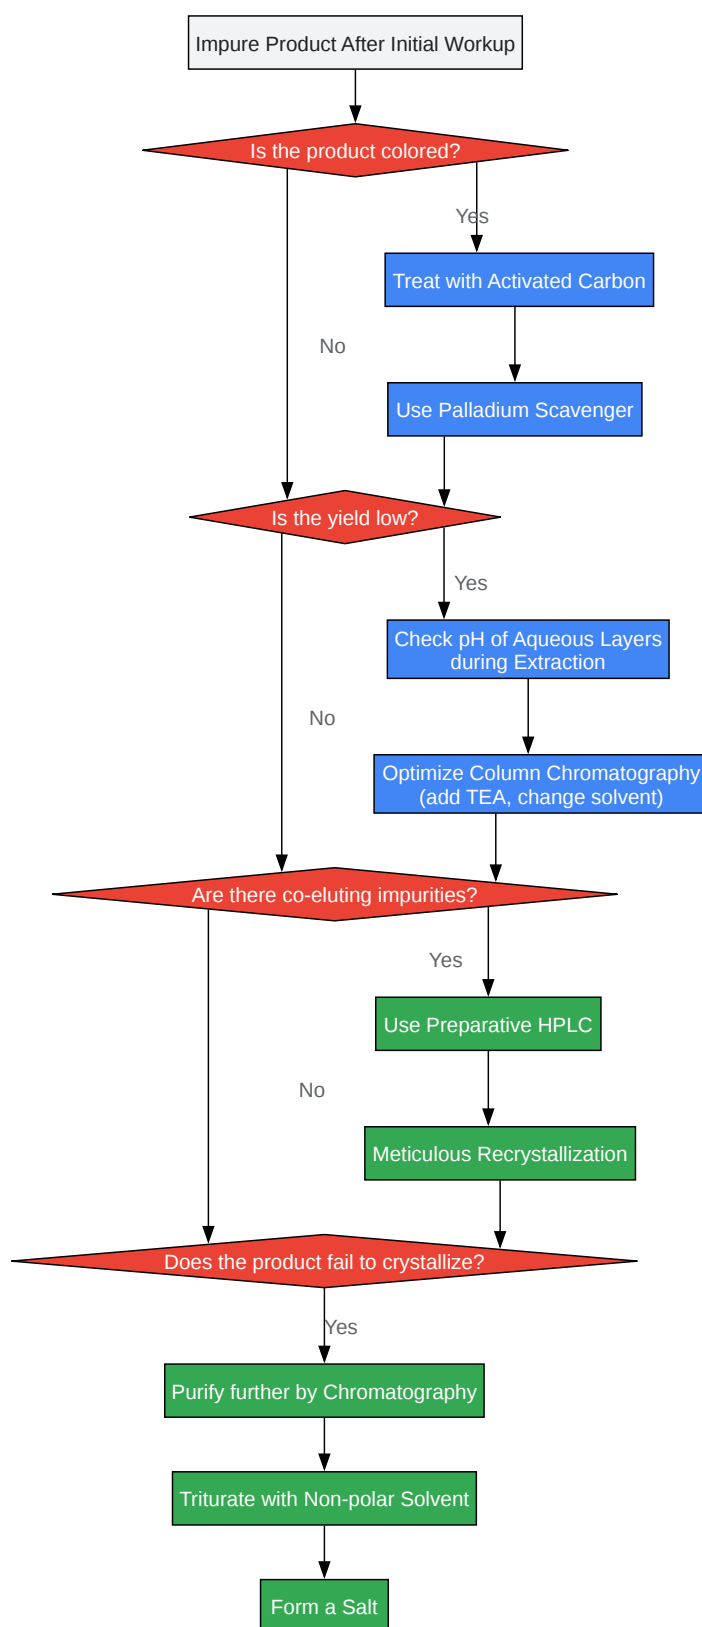 Impure Product After Initial Workup
Is the product colored?
Yes
Treat with Activated Carbon
No
Use Palladium Scavenger
Is the yield low?
Yes
Check pH of Aqueous Layers
during Extraction
No
Optimize Column Chromatography
(add TEA, change solvent)
Are there co-eluting impurities?
Yes
Use Preparative HPLC
No
Meticulous Recrystallization
Does the product fail to crystallize?
Yes
Purify further by Chromatography
Triturate with Non-polar Solvent
Form a Salt